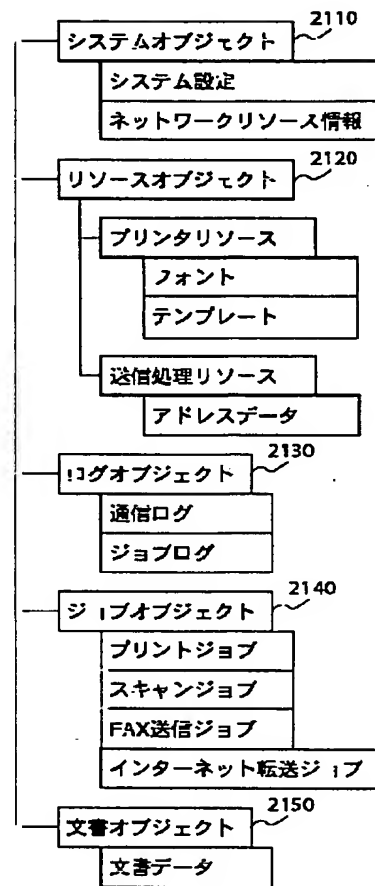 システムオブジェクト 2110
システム設定
ネットワークリソース情報
リソースオブジェクト 2120
プリンタリソース
フォント
テンプレート
送信処理リソース
アドレスデータ
ログオブジェクト 2130
通信ログ
ジョブログ
ジョブオブジェクト 2140
プリントジョブ
スキャンジョブ
FAX送信ジョブ
インターネット転送ジョブ
文書オブジェクト 2150
文書データ